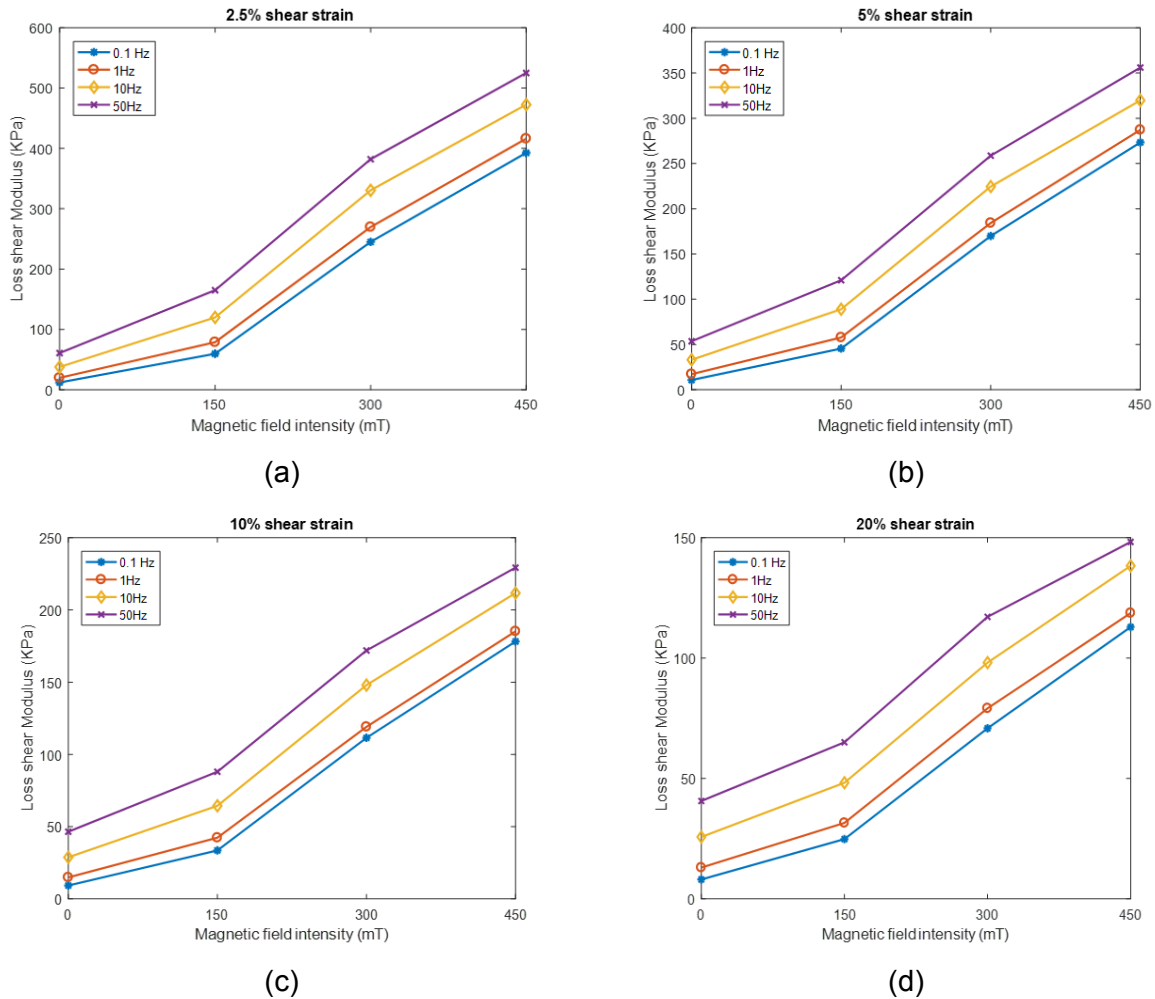 2.5% shear strain
600
500
400
300
200
100
0
0.1 Hz
1Hz
10Hz
50Hz
Loss shear Modulus (KPa)
0 150 300 450
Magnetic field intensity (mT)
(a)
5% shear strain
400
350
300
250
200
150
100
50
0
0.1 Hz
1Hz
10Hz
50Hz
Loss shear Modulus (KPa)
0 150 300 450
Magnetic field intensity (mT)
(b)
10% shear strain
250
200
150
100
50
0
0.1 Hz
1Hz
10Hz
50Hz
Loss shear Modulus (KPa)
0 150 300 450
Magnetic field intensity (mT)
(c)
20% shear strain
150
100
50
0
0.1 Hz
1Hz
10Hz
50Hz
Loss shear Modulus (KPa)
0 150 300 450
Magnetic field intensity (mT)
(d)